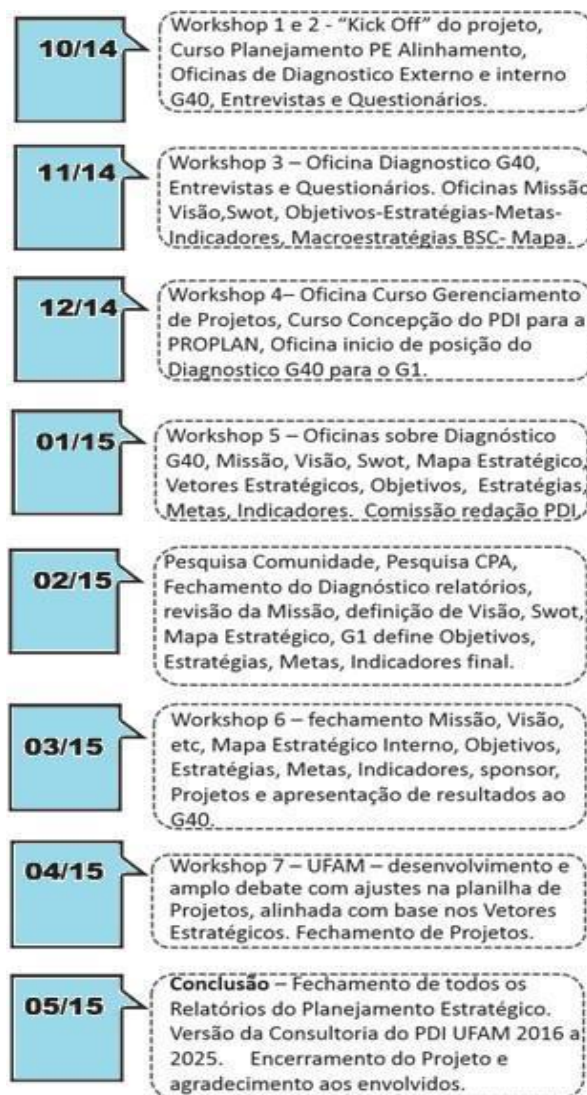 10/14
Workshop 1 e 2 - “Kick Off” do projeto,
Curso Planejamento PE Alinhamento,
Oficinas de Diagnostico Externo e interno
G40, Entrevistas e Questionários.
11/14
Workshop 3 – Oficina Diagnostico G40,
Entrevistas e Questionários. Oficinas Missão
Visão,Swot, Objetivos-Estratégias-Metas-
Indicadores, Macroestratégias BSC- Mapa.
12/14
Workshop 4– Oficina Curso Gerenciamento
de Projetos, Curso Concepção do PDI para a
PROPLAN, Oficina inicio de posição do
Diagnostico G40 para o G1.
01/15
Workshop 5 – Oficinas sobre Diagnóstico
G40, Missão, Visão, Swot, Mapa Estratégico,
Vetores Estratégicos, Objetivos, Estratégias,
Metas, Indicadores. Comissão redação PDI,
02/15
Pesquisa Comunidade, Pesquisa CPA,
Fechamento do Diagnóstico relatórios,
revisão da Missão, definição de Visão, Swot,
Mapa Estratégico, G1 define Objetivos,
Estratégias, Metas, Indicadores final.
03/15
Workshop 6 – fechamento Missão, Visão,
etc, Mapa Estratégico Interno, Objetivos,
Estratégias, Metas, Indicadores, sponsor,
Projetos e apresentação de resultados ao
G40.
04/15
Workshop 7 – UFAM – desenvolvimento e
amplo debate com ajustes na planilha de
Projetos, alinhada com base nos Vetores
Estratégicos. Fechamento de Projetos.
05/15
Conclusão – Fechamento de todos os
Relatórios do Planejamento Estratégico.
Versão da Consultoria do PDI UFAM 2016 a
2025. Encerramento do Projeto e
agradecimento aos envolvidos.